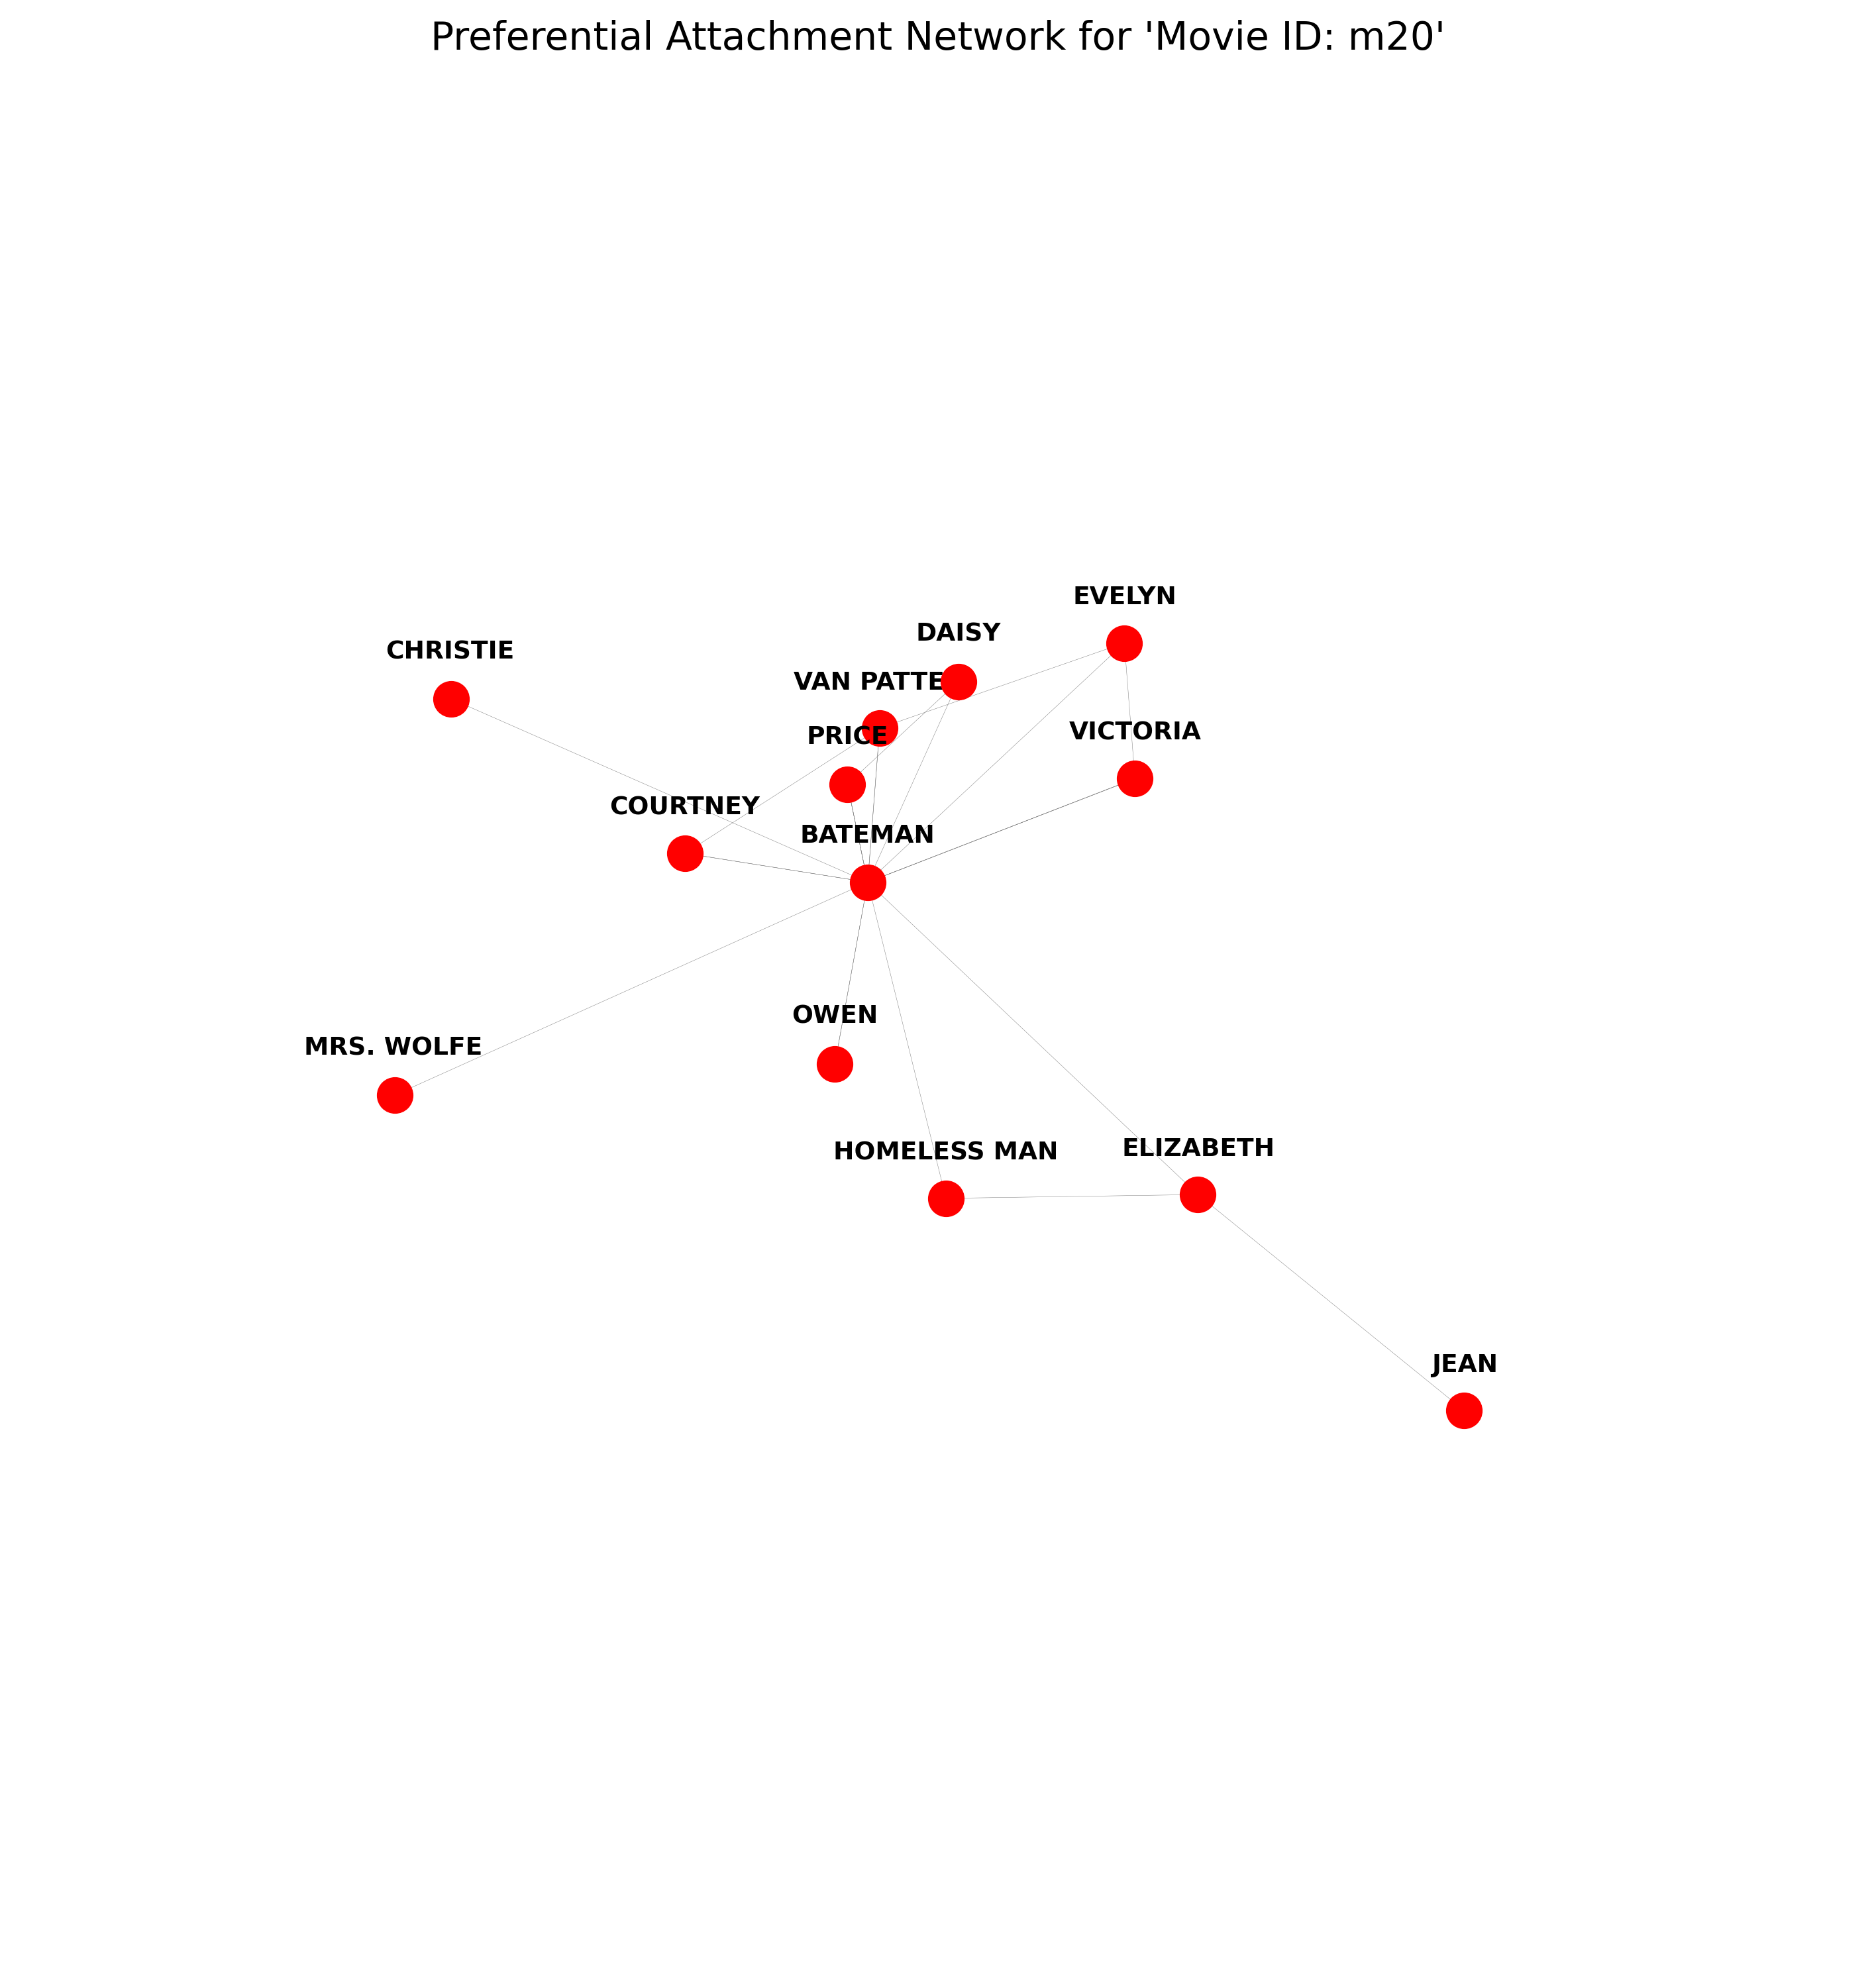 Preferential Attachment Network for 'Movie ID: m20'
EVELYN
DAISY
CHRISTIE
VAN PATTE
VICTORIA
PRICE
COURTNEY
BATEMAN
OWEN
MRS. WOLFE
HOMELESS MAN
ELIZABETH
JEAN